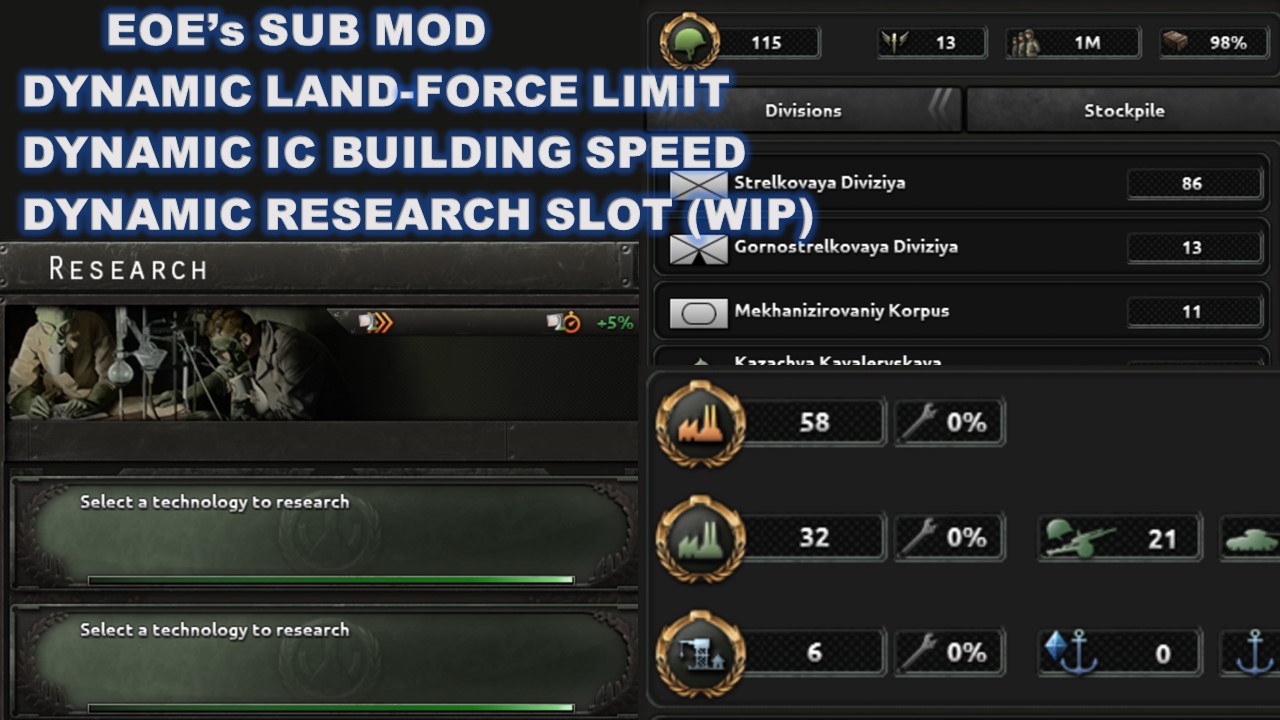 EOE's SUB MOD
DYNAMIC LAND-FORCE LIMIT
DYNAMIC IC BUILDING SPEED
DYNAMIC RESEARCH SLOT (WIP)
115 13 1M 98%
Divisions Stockpile
Strelkovaya Diviziya 86
Gornostrelkovaya Diviziya 13
Mekhanizirovaniy Korpus 11
Kazachya Kavaleryskaya
RESEARCH
+5%
Select a technology to research
Select a technology to research
58 0%
32 0% 21
6 0% 0